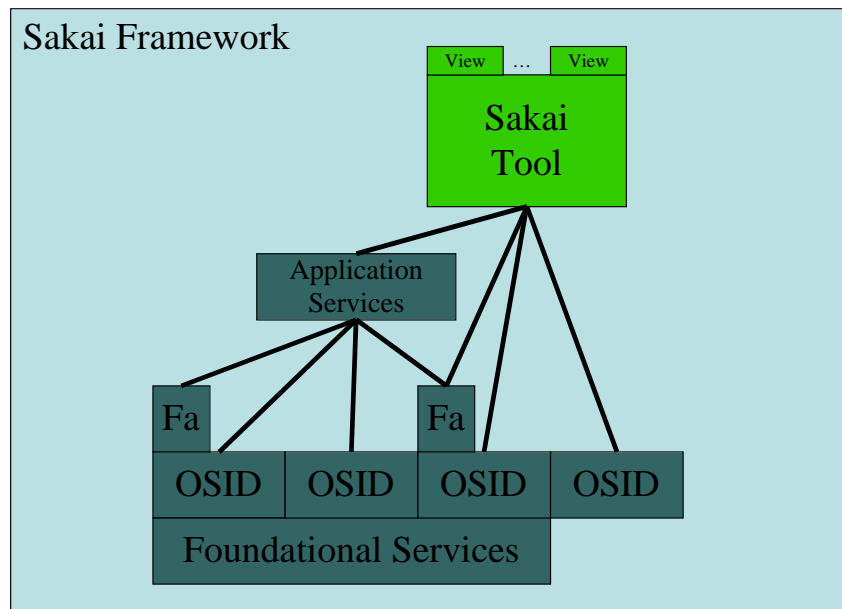 Sakai Framework
View … View
Sakai
Tool
Application
Services
Fa Fa
OSID OSID OSID OSID
Foundational Services